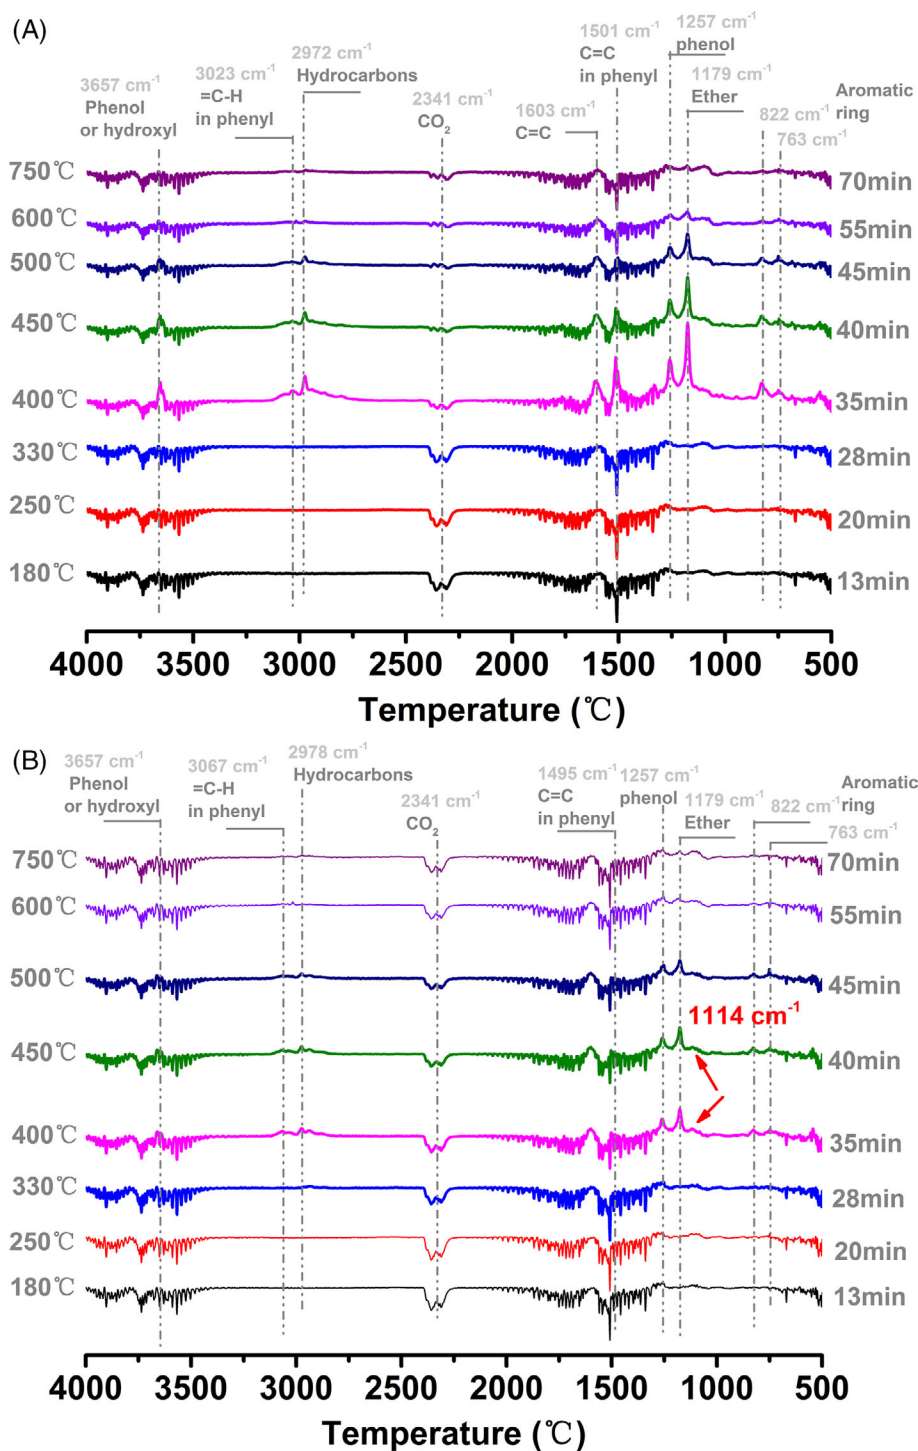 (A)
3657 cm-1
Phenol
or hydroxyl
3023 cm-1
=C-H
in phenyl
2972 cm-1
Hydrocarbons
2341 cm-1
CO2
1603 cm-1
C=C
1501 cm-1
C=C
in phenyl
1257 cm-1
phenol
1179 cm-1
Ether
Aromatic
ring
822 cm-1
763 cm-1
750℃ 70min
600℃ 55min
500℃ 45min
450℃ 40min
400℃ 35min
330℃ 28min
250℃ 20min
180℃ 13min
4000 3500 3000 2500 2000 1500 1000 500
Temperature (℃)
(B)
3657 cm-1
Phenol
or hydroxyl
3067 cm-1
=C-H
in phenyl
2978 cm-1
Hydrocarbons
2341 cm-1
CO2
1495 cm-1
C=C
in phenyl
1257 cm-1
phenol
1179 cm-1
Ether
Aromatic
ring
822 cm-1
763 cm-1
750℃ 70min
600℃ 55min
500℃ 45min
1114 cm-1
450℃ 40min
400℃ 35min
330℃ 28min
250℃ 20min
180℃ 13min
4000 3500 3000 2500 2000 1500 1000 500
Temperature (℃)